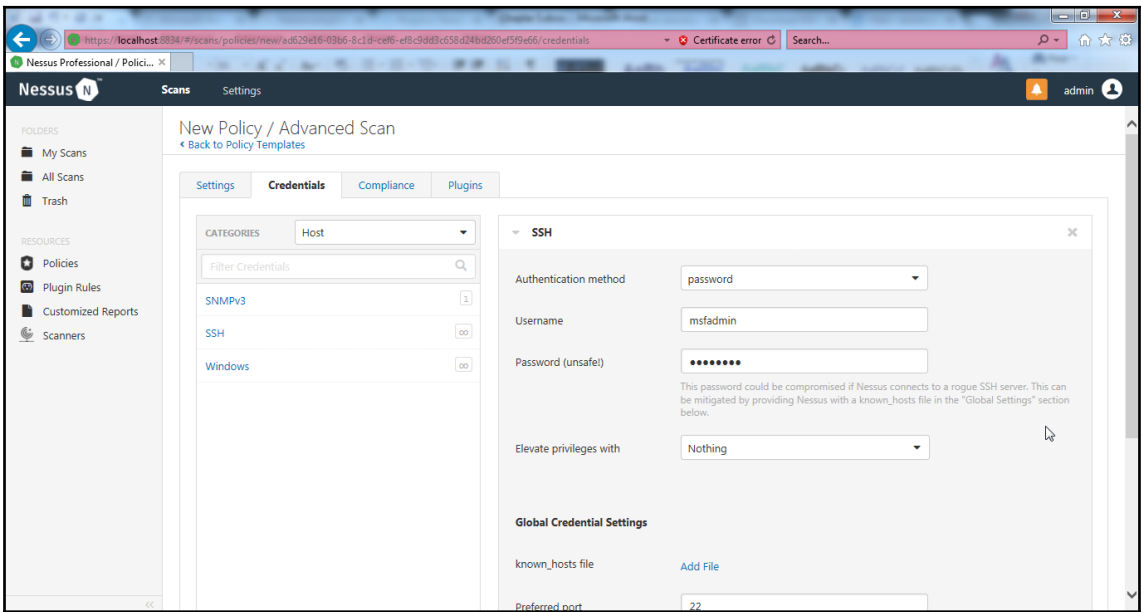 https://localhost:8834/#/scans/policies/new/ad629e16-03b6-8c1d-cef6-ef8c9dd3c658d24bd260ef5f9e66/credentials
Certificate error
Search...
Nessus Professional / Polici...
Nessus N
Scans
Settings
admin
FOLDERS
My Scans
All Scans
Trash
RESOURCES
Policies
Plugin Rules
Customized Reports
Scanners
New Policy / Advanced Scan
Back to Policy Templates
Settings
Credentials
Compliance
Plugins
CATEGORIES
Host
Filter Credentials
SNMPv3
1
SSH
∞
Windows
∞
SSH
Authentication method
password
Username
msfadmin
Password (unsafe!)
••••••••
This password could be compromised if Nessus connects to a rogue SSH server. This can
be mitigated by providing Nessus with a known_hosts file in the "Global Settings" section
below.
Elevate privileges with
Nothing
Global Credential Settings
known_hosts file
Add File
Preferred port
22